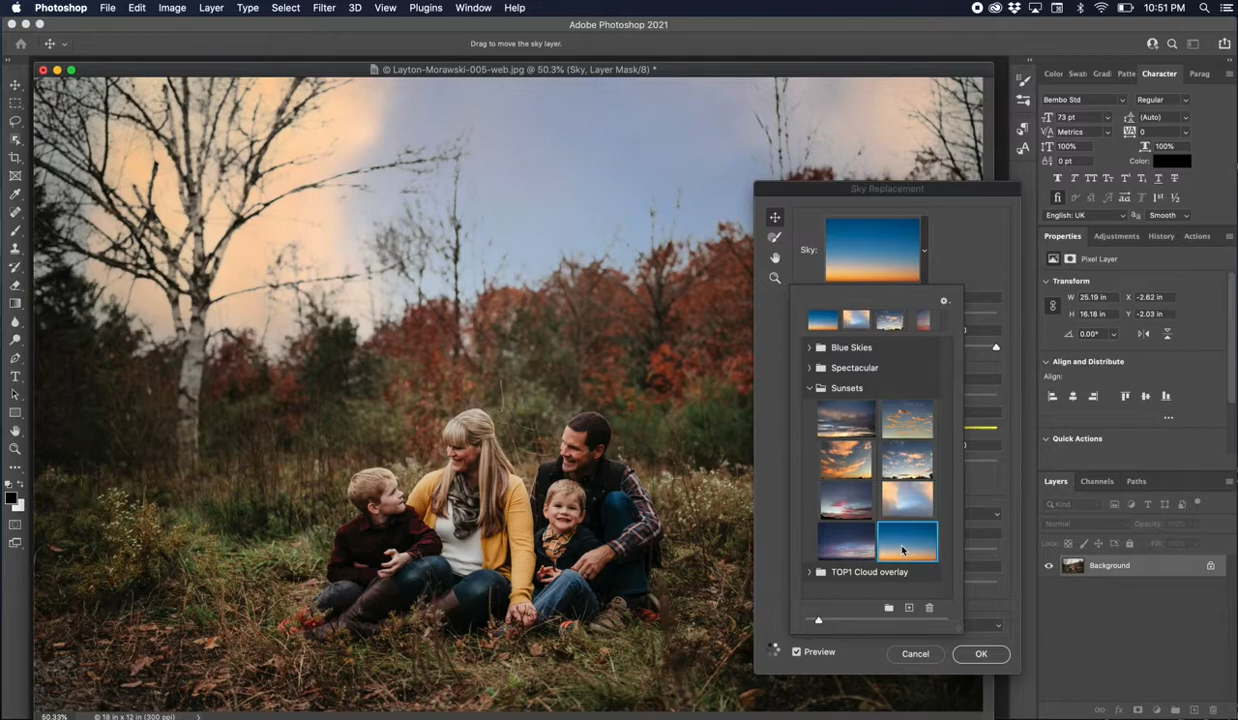 Photoshop File Edit Image Layer Type Select Filter 3D View Plugins Window Help 10:51 PM
Adobe Photoshop 2021
Drag to move the sky layer.
© Layton-Morawski-005-web.jpg @ 50.3% (Sky, Layer Mask/8) *
Color Swat Grad Patte Character Parag
Bembo Std Regular
73 pt (Auto)
Metrics 0
100% 100%
0 pt Color:
English: UK Smooth
Properties Adjustments History Actions
Pixel Layer
Transform
W 25.19 in X -2.62 in
H 16.18 in Y -2.03 in
0.00°
Align and Distribute
Align:
Quick Actions
Layers Channels Paths
Kind
Normal Opacity: 100%
Lock: Fill: 100%
Background
Sky Replacement
Sky:
Blue Skies
Spectacular
Sunsets
TOP1 Cloud overlay
Preview Cancel OK
50.33% © 18 in x 12 in (300 ppi)